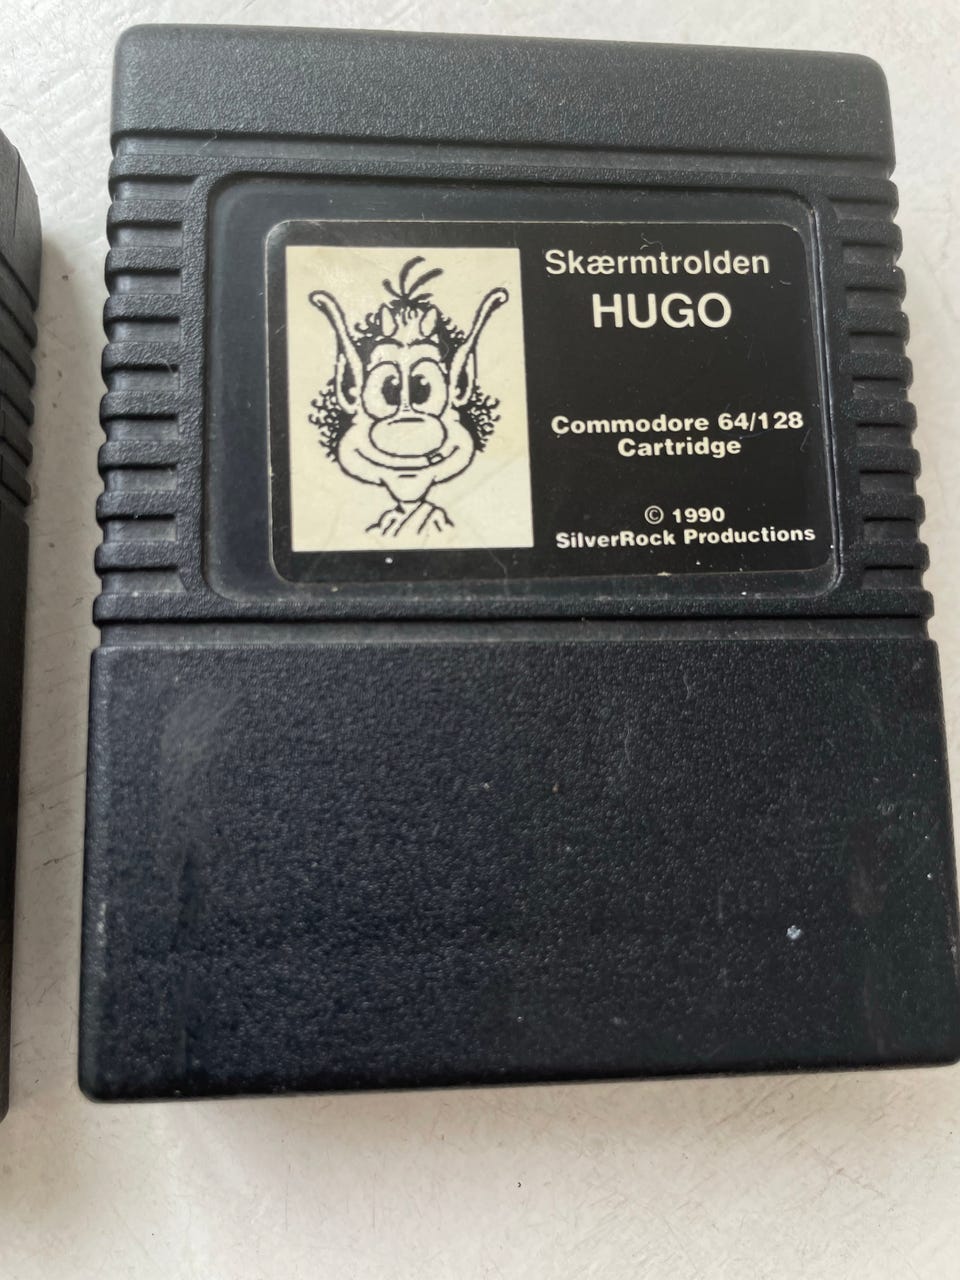 Skærmtrolden
HUGO
Commodore 64/128
Cartridge
© 1990
SilverRock Productions